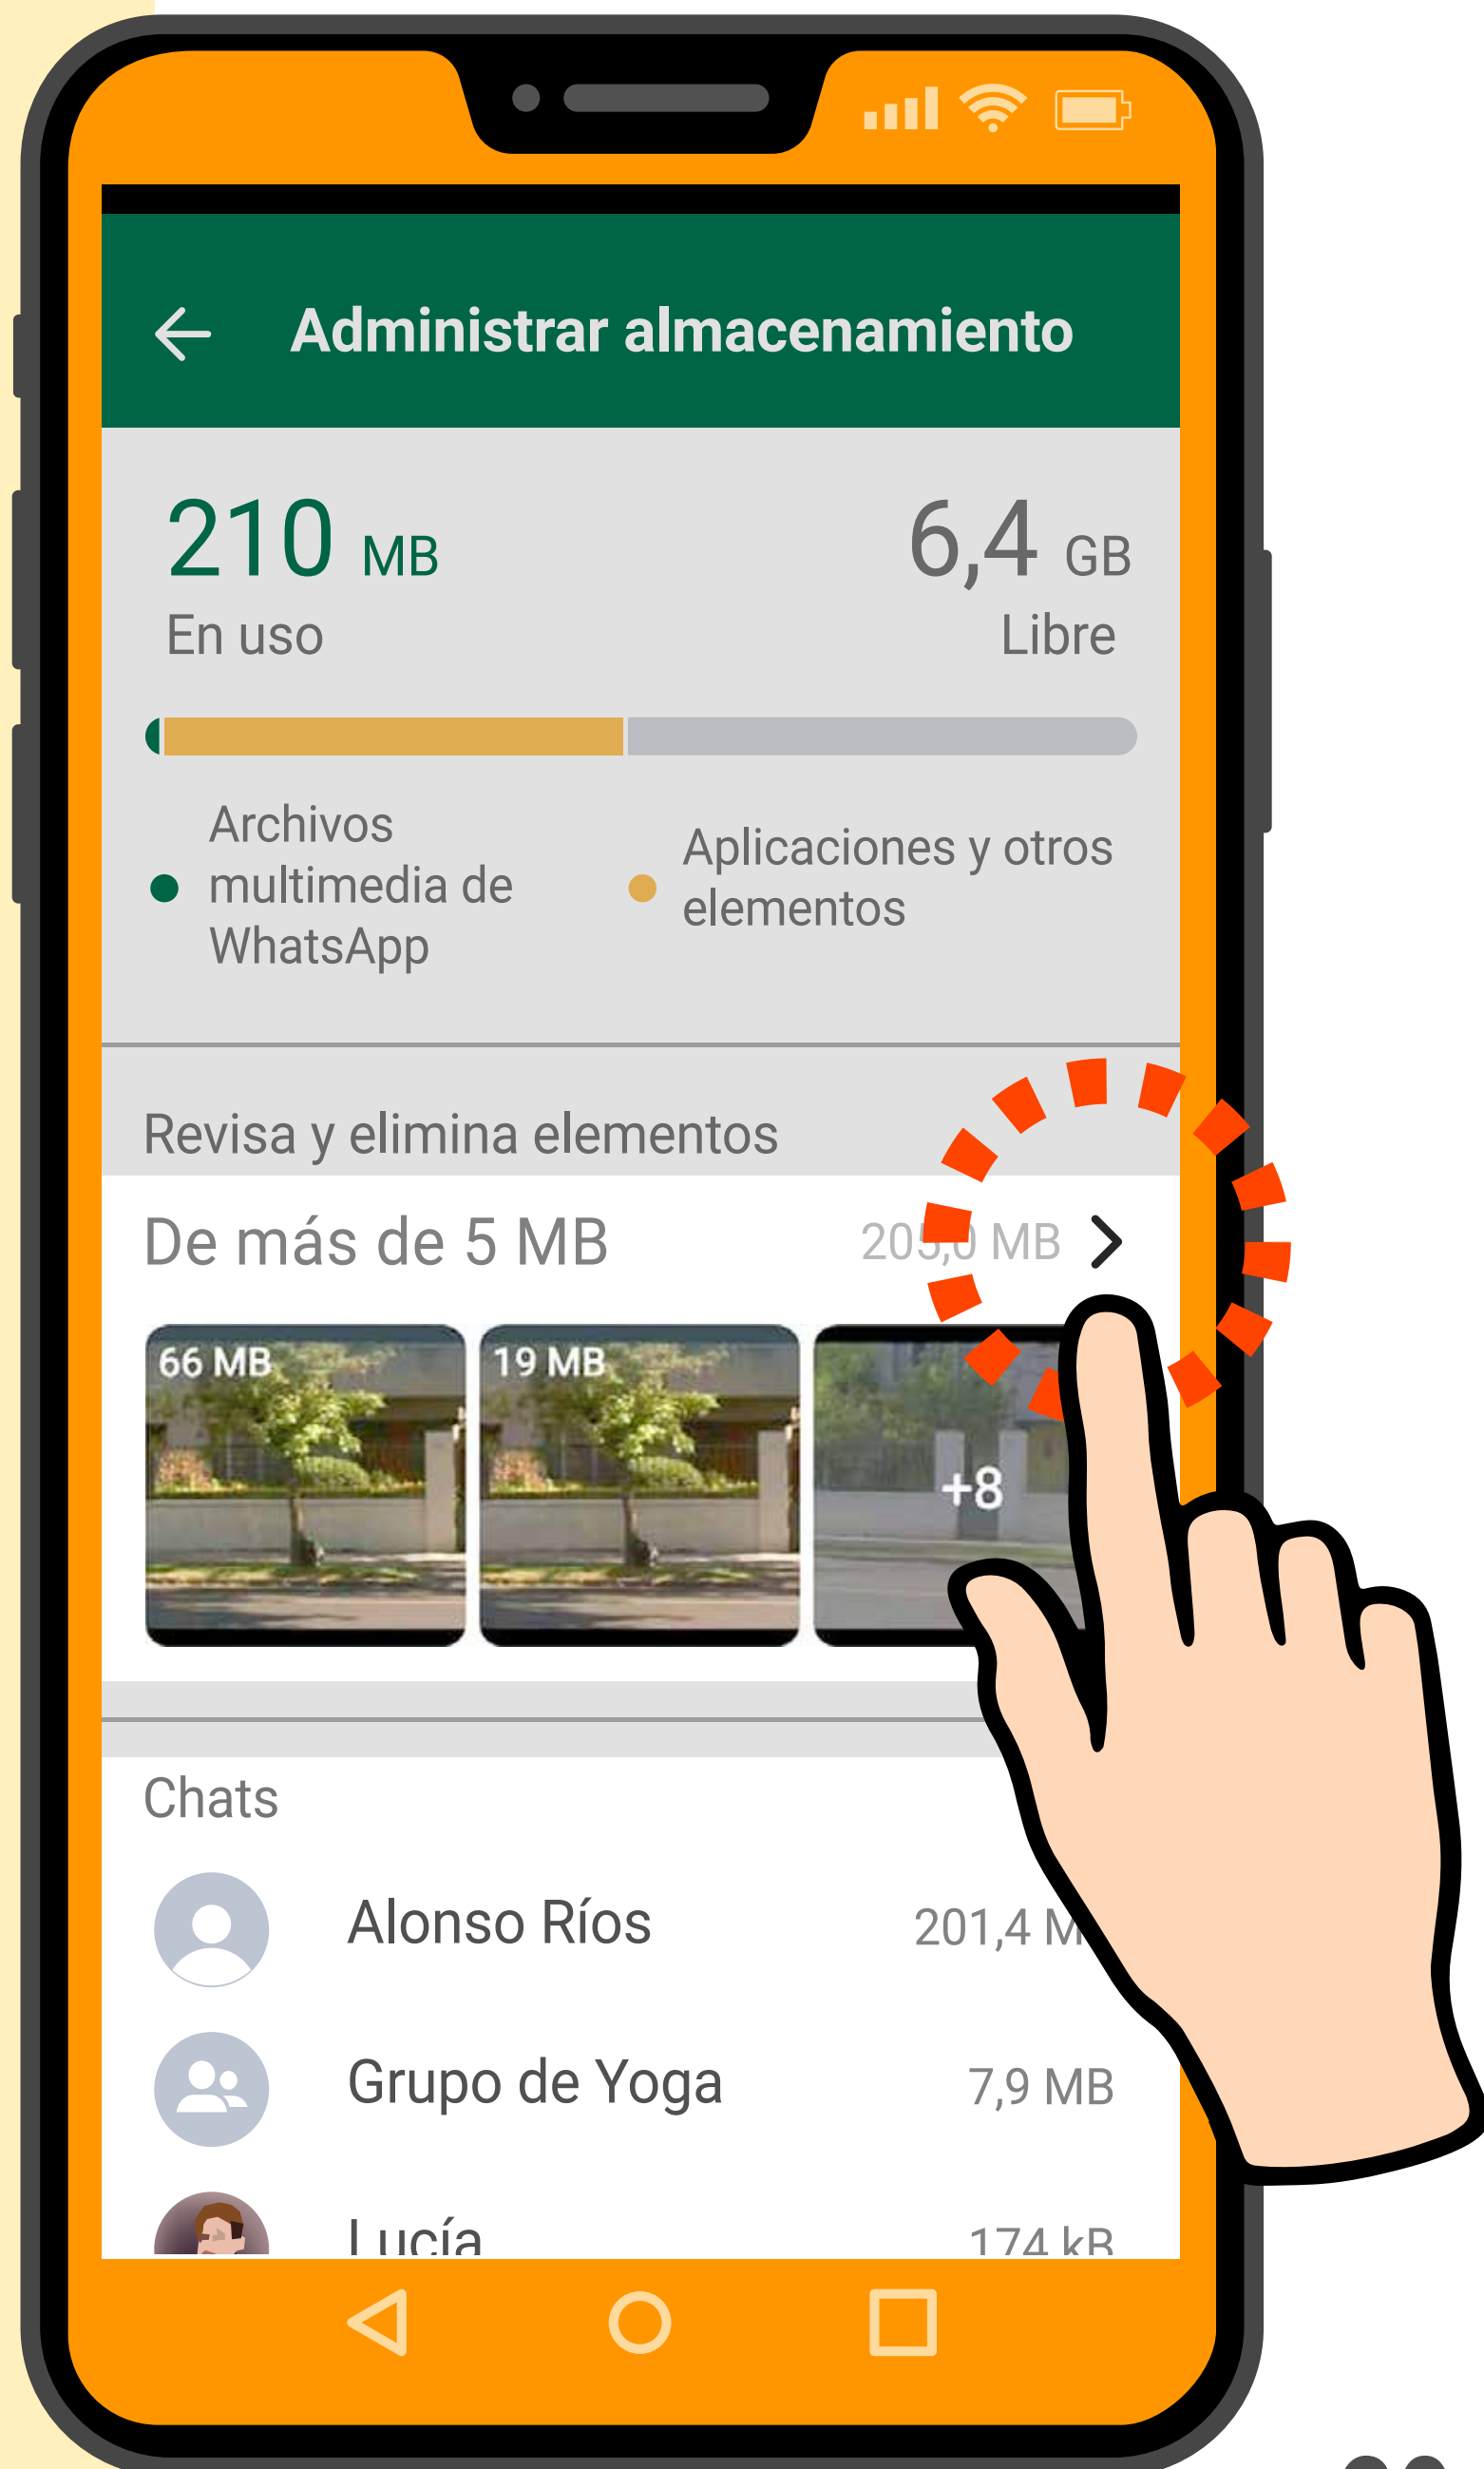 Administrar almacenamiento
210 MB
6,4 GB
En uso
Libre
Archivos
multimedia de
WhatsApp
Aplicaciones y otros
elementos
Revisa y elimina elementos
De más de 5 MB
205,0 MB
66 MB
19 MB
+8
Chats
Alonso Ríos
201,4 M
Grupo de Yoga
7,9 MB
Lucía
174 kB